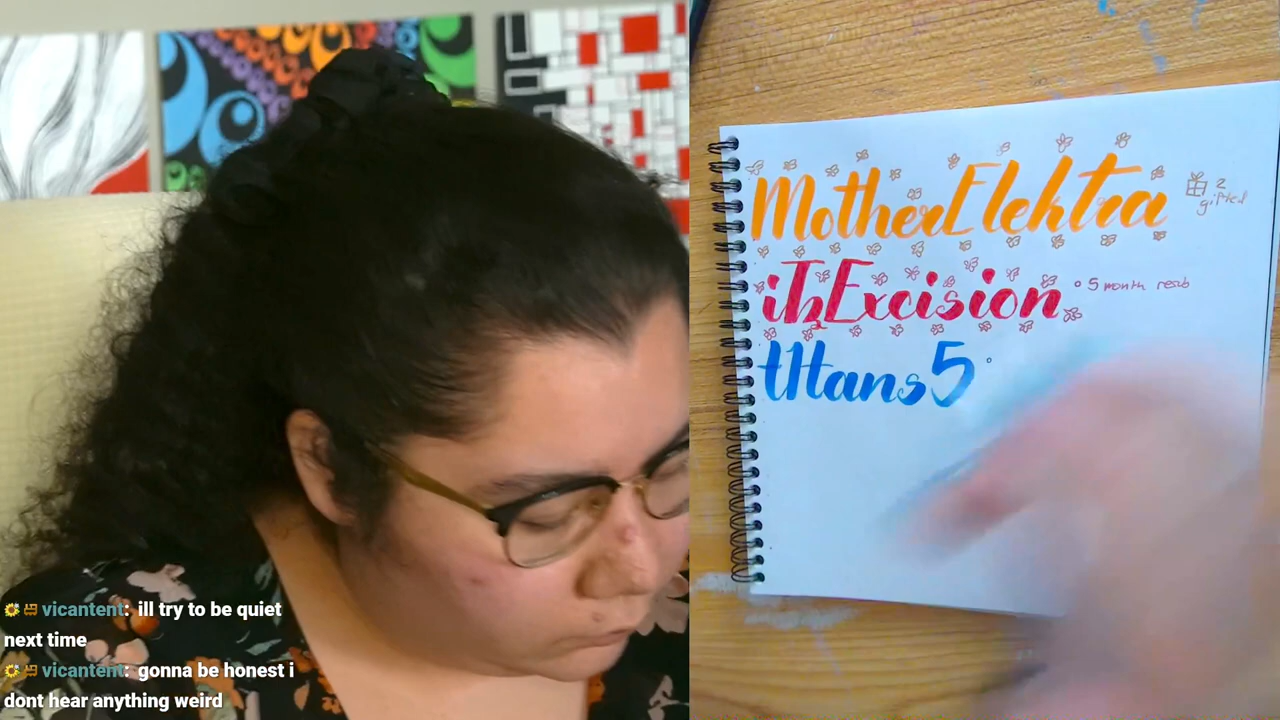 MotherElektra 2 gifted
ihExcision ° 5 month resub
tItans5 °
vicantent: ill try to be quiet
next time
vicantent: gonna be honest i
dont hear anything weird